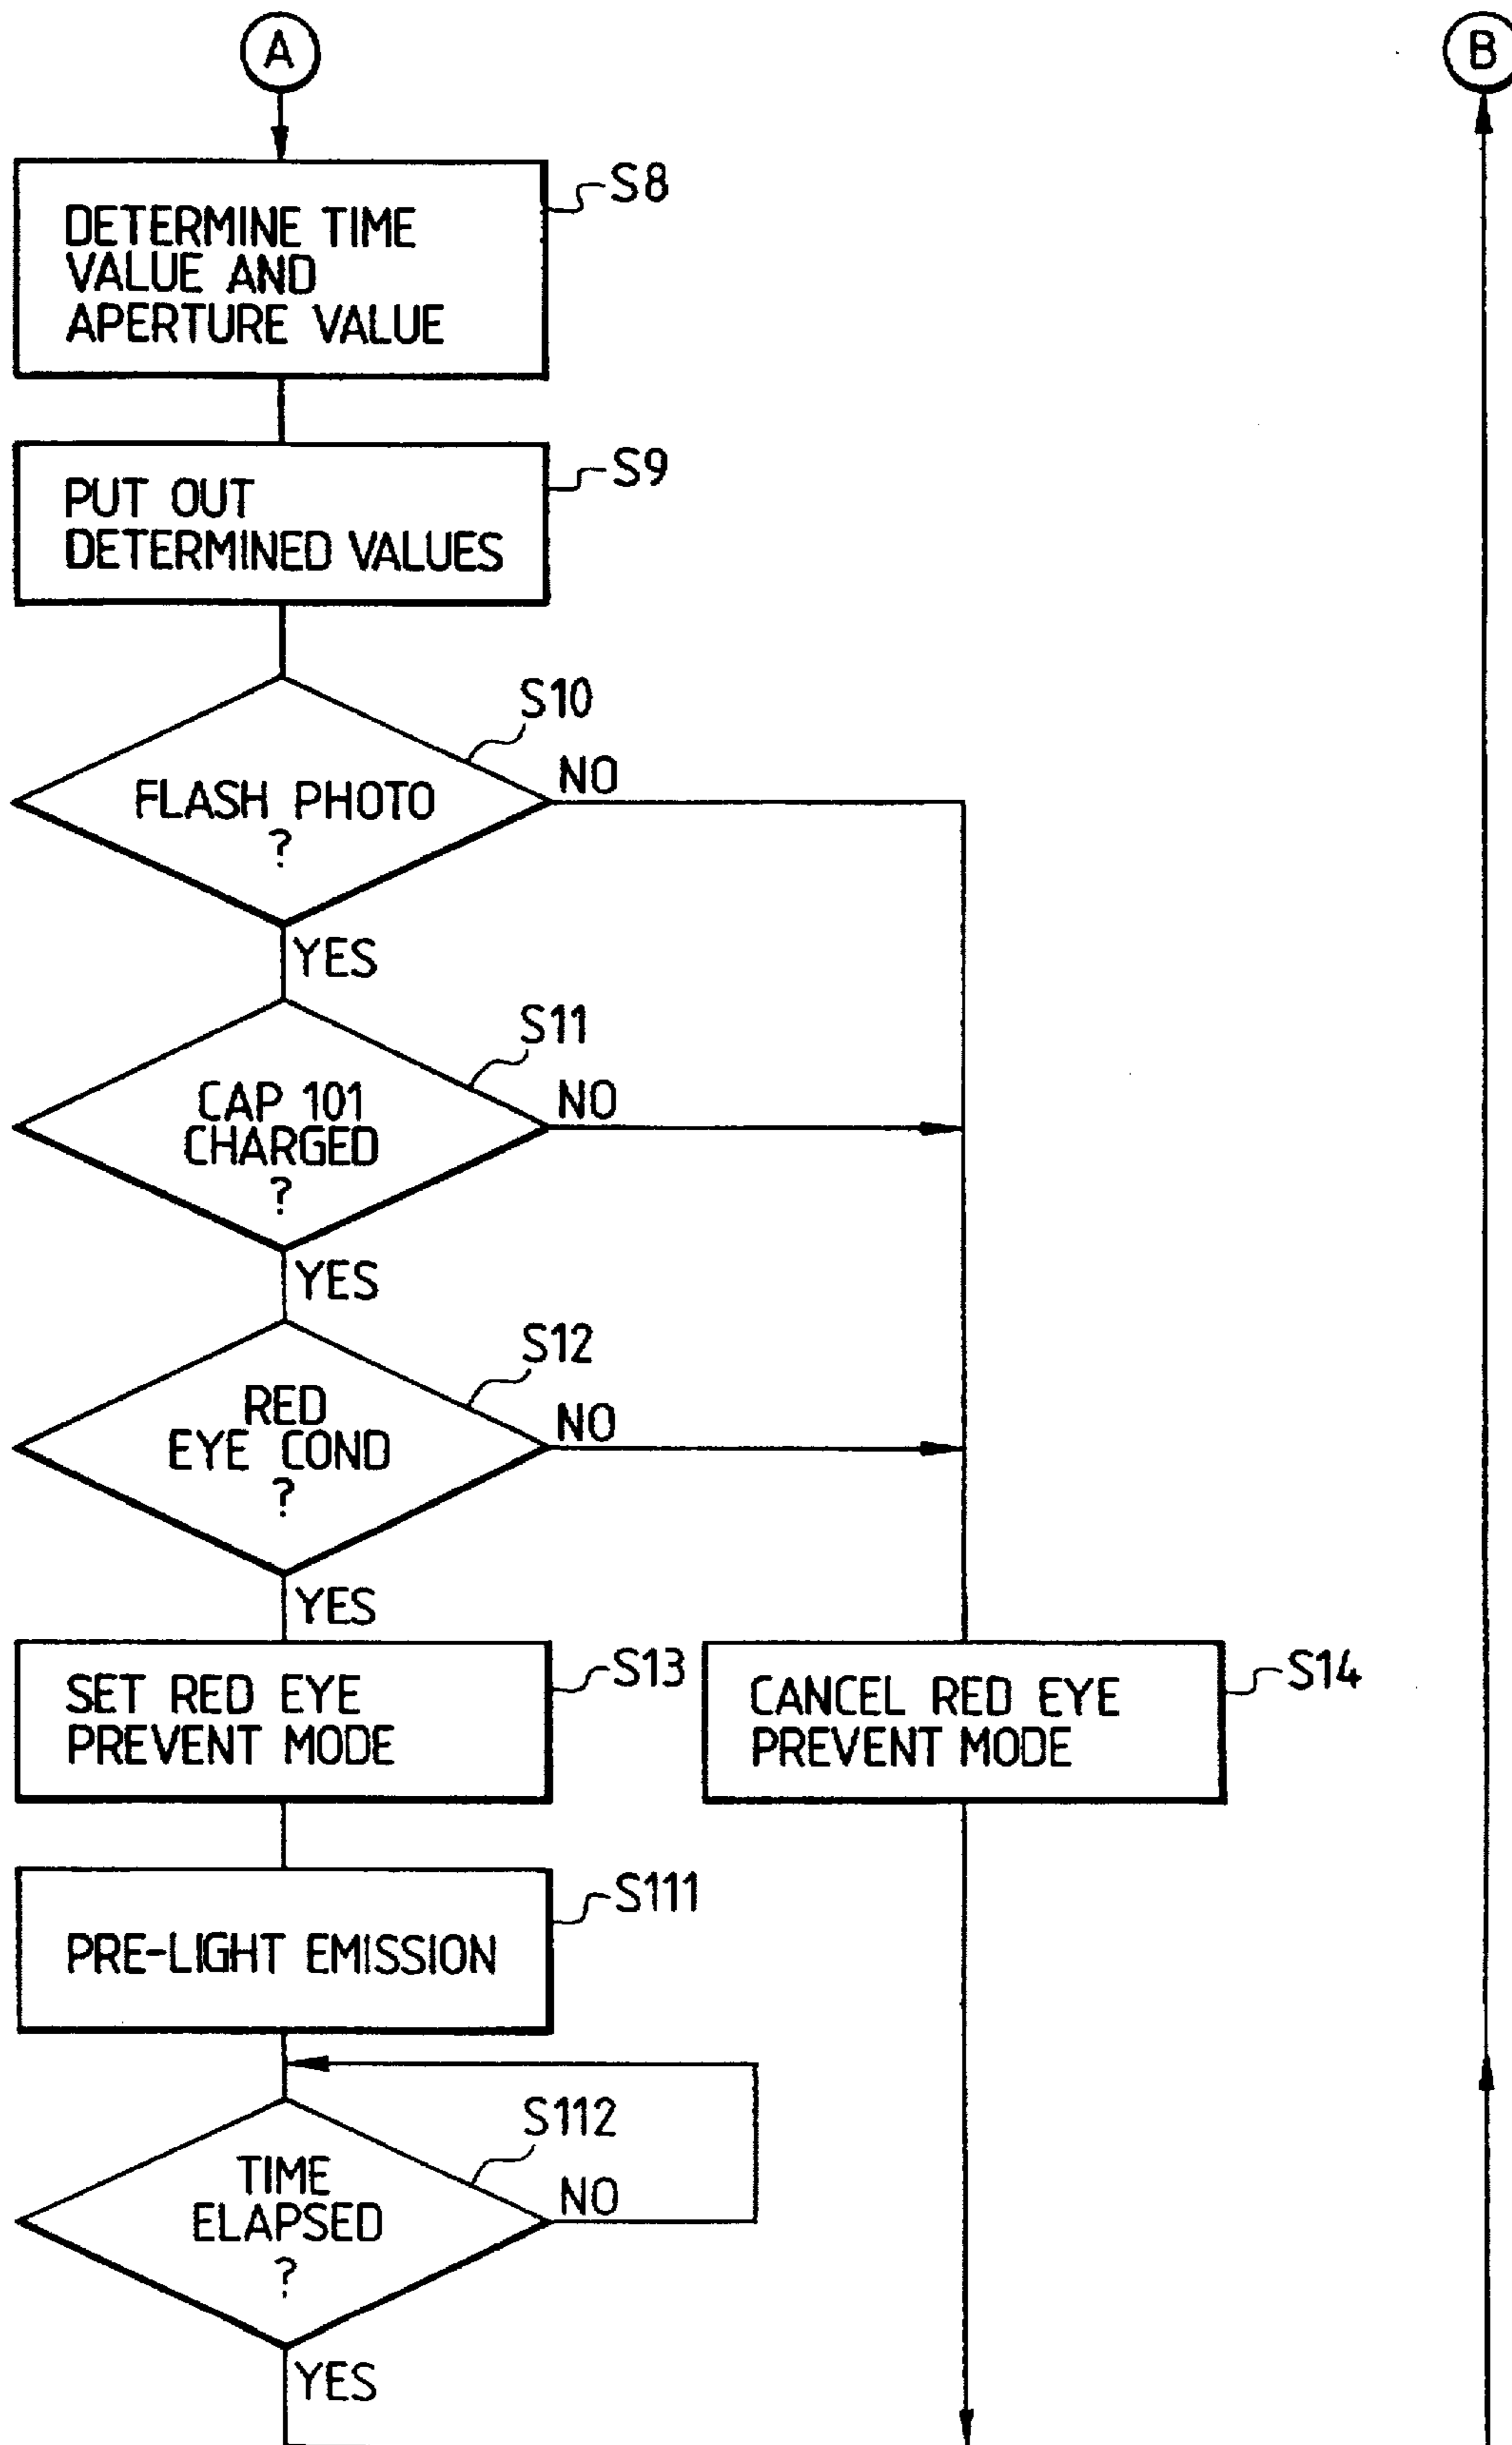 A
B
S8
DETERMINE TIME
VALUE AND
APERTURE VALUE
S9
PUT OUT
DETERMINED VALUES
S10
FLASH PHOTO
?
NO
YES
S11
CAP 101
CHARGED
?
NO
YES
S12
RED
EYE COND
?
NO
YES
S13
SET RED EYE
PREVENT MODE
S14
CANCEL RED EYE
PREVENT MODE
S111
PRE-LIGHT EMISSION
S112
TIME
ELAPSED
?
NO
YES